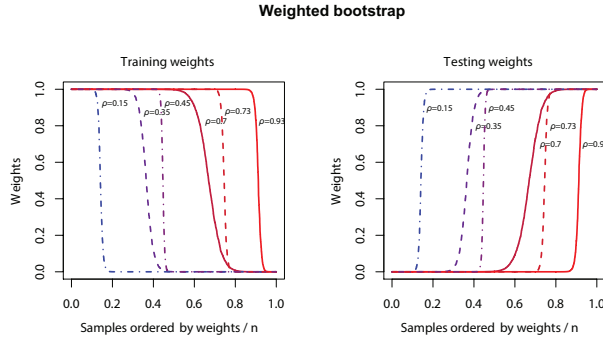 Weighted bootstrap
Training weights
Weights
0.0 0.2 0.4 0.6 0.8 1.0
ρ=0.15
ρ=0.35
ρ=0.45
ρ=0.7
ρ=0.73
ρ=0.93
0.0 0.2 0.4 0.6 0.8 1.0
Samples ordered by weights / n
Testing weights
Weights
0.0 0.2 0.4 0.6 0.8 1.0
ρ=0.15
ρ=0.35
ρ=0.45
ρ=0.7
ρ=0.73
ρ=0.9
0.0 0.2 0.4 0.6 0.8 1.0
Samples ordered by weights / n